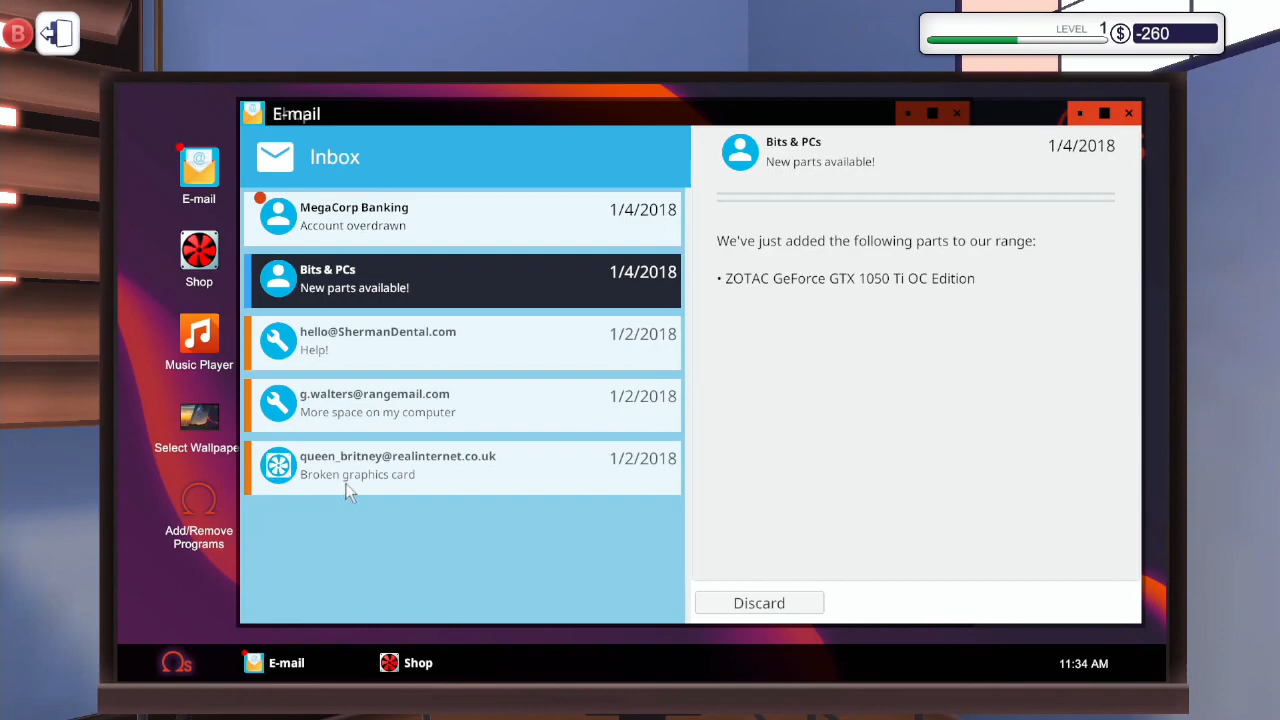 B
LEVEL 1
$ -260
E-mail
Inbox
MegaCorp Banking
1/4/2018
Account overdrawn
Bits & PCs
1/4/2018
New parts available!
hello@ShermanDental.com
1/2/2018
Help!
g.walters@rangemail.com
1/2/2018
More space on my computer
queen_britney@realinternet.co.uk
1/2/2018
Broken graphics card
Bits & PCs
1/4/2018
New parts available!
We've just added the following parts to our range:
• ZOTAC GeForce GTX 1050 Ti OC Edition
Discard
E-mail
Shop
Music Player
Select Wallpape
Add/Remove
Programs
Ωs
E-mail
Shop
11:34 AM